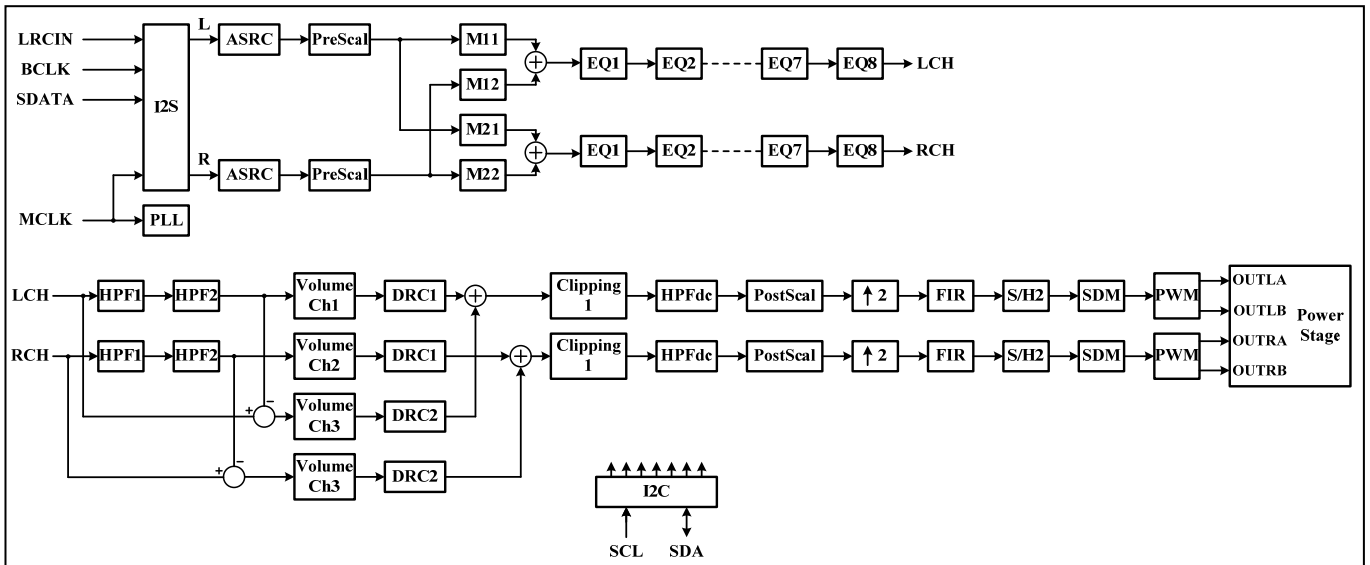 L
LRCIN
ASRC
PreScal
M11
+
EQ1
EQ2
EQ7
EQ8
LCH
BCLK
M12
SDATA
I2S
M21
+
EQ1
EQ2
EQ7
EQ8
RCH
R
ASRC
PreScal
M22
MCLK
PLL
LCH
HPF1
HPF2
Volume
Ch1
DRC1
+
Clipping
1
HPFdc
PostScal
↑ 2
FIR
S/H2
SDM
PWM
OUTLA
OUTLB
RCH
HPF1
HPF2
Volume
Ch2
DRC1
+
Clipping
1
HPFdc
PostScal
↑ 2
FIR
S/H2
SDM
PWM
OUTRA
OUTRB
Power
Stage
+
−
Volume
Ch3
DRC2
+
−
Volume
Ch3
DRC2
I2C
SCL
SDA